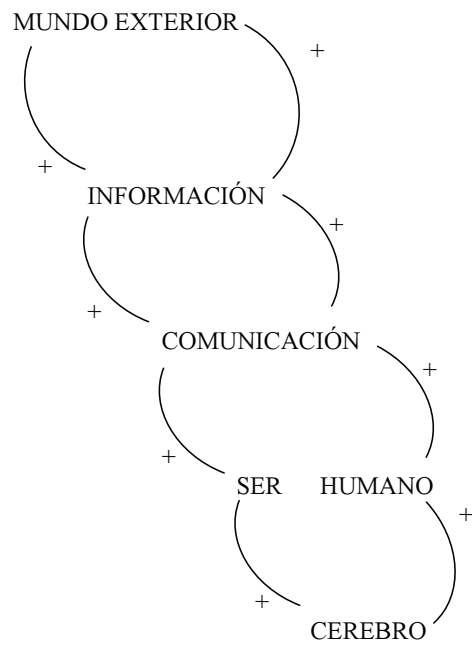 MUNDO EXTERIOR
+
+
INFORMACIÓN
+
+
COMUNICACIÓN
+
+
SER HUMANO
+
+
CEREBRO